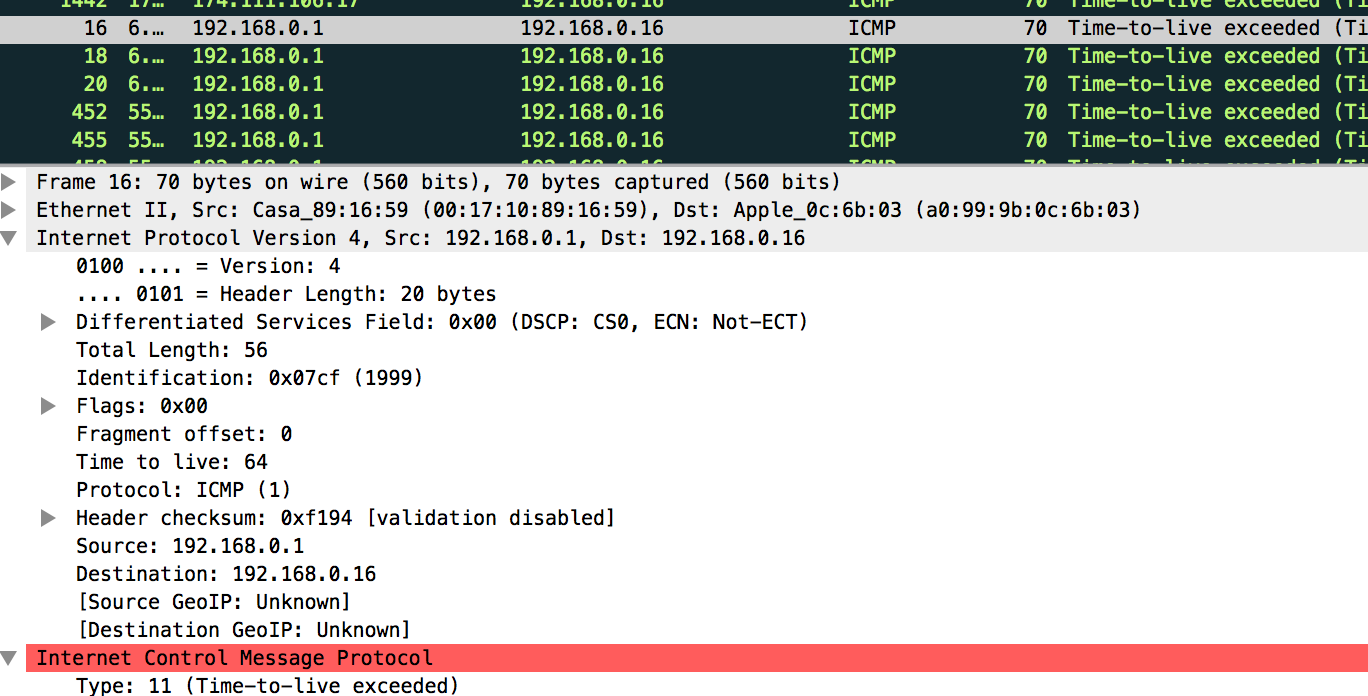 1442 17… 174.111.106.17 192.168.0.16 ICMP 70 Time-to-live exceeded (Ti
16 6.… 192.168.0.1 192.168.0.16 ICMP 70 Time-to-live exceeded (Ti
18 6.… 192.168.0.1 192.168.0.16 ICMP 70 Time-to-live exceeded (Ti
20 6.… 192.168.0.1 192.168.0.16 ICMP 70 Time-to-live exceeded (Ti
452 55… 192.168.0.1 192.168.0.16 ICMP 70 Time-to-live exceeded (Ti
455 55… 192.168.0.1 192.168.0.16 ICMP 70 Time-to-live exceeded (Ti
Frame 16: 70 bytes on wire (560 bits), 70 bytes captured (560 bits)
Ethernet II, Src: Casa_89:16:59 (00:17:10:89:16:59), Dst: Apple_0c:6b:03 (a0:99:9b:0c:6b:03)
Internet Protocol Version 4, Src: 192.168.0.1, Dst: 192.168.0.16
0100 .... = Version: 4
.... 0101 = Header Length: 20 bytes
Differentiated Services Field: 0x00 (DSCP: CS0, ECN: Not-ECT)
Total Length: 56
Identification: 0x07cf (1999)
Flags: 0x00
Fragment offset: 0
Time to live: 64
Protocol: ICMP (1)
Header checksum: 0xf194 [validation disabled]
Source: 192.168.0.1
Destination: 192.168.0.16
[Source GeoIP: Unknown]
[Destination GeoIP: Unknown]
Internet Control Message Protocol
Type: 11 (Time-to-live exceeded)